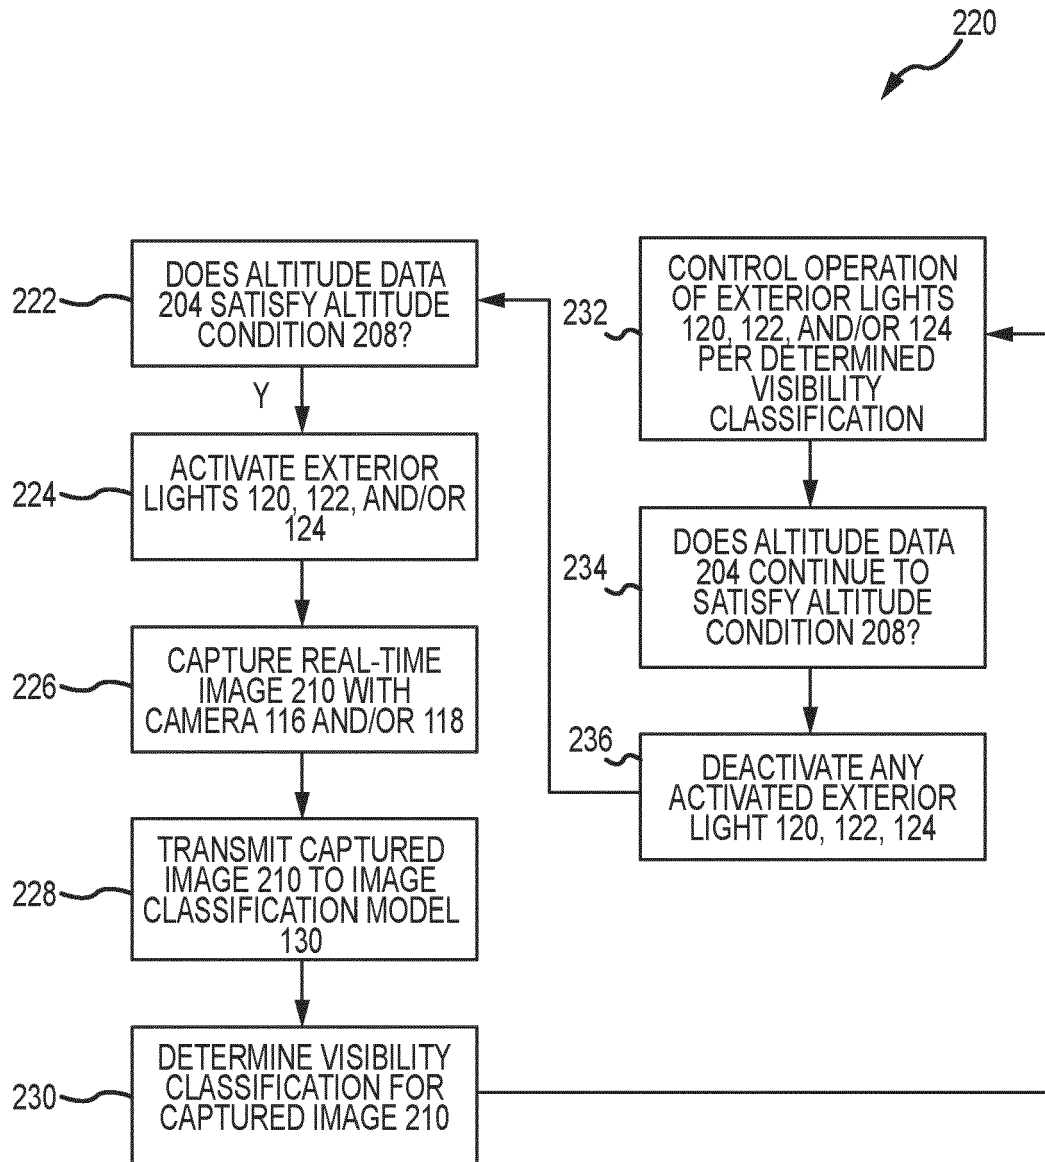 220
222
DOES ALTITUDE DATA
204 SATISFY ALTITUDE
CONDITION 208?
Y
224
ACTIVATE EXTERIOR
LIGHTS 120, 122, AND/OR
124
226
CAPTURE REAL-TIME
IMAGE 210 WITH
CAMERA 116 AND/OR 118
228
TRANSMIT CAPTURED
IMAGE 210 TO IMAGE
CLASSIFICATION MODEL
130
230
DETERMINE VISIBILITY
CLASSIFICATION FOR
CAPTURED IMAGE 210
232
CONTROL OPERATION
OF EXTERIOR LIGHTS
120, 122, AND/OR 124
PER DETERMINED
VISIBILITY
CLASSIFICATION
234
DOES ALTITUDE DATA
204 CONTINUE TO
SATISFY ALTITUDE
CONDITION 208?
236
DEACTIVATE ANY
ACTIVATED EXTERIOR
LIGHT 120, 122, 124